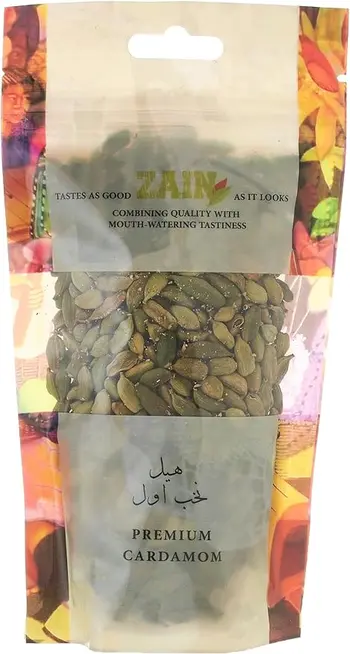 ZAIN
TASTES AS GOOD AS IT LOOKS
COMBINING QUALITY WITH
MOUTH-WATERING TASTINESS
هيل
نخب اول
PREMIUM
CARDAMOM